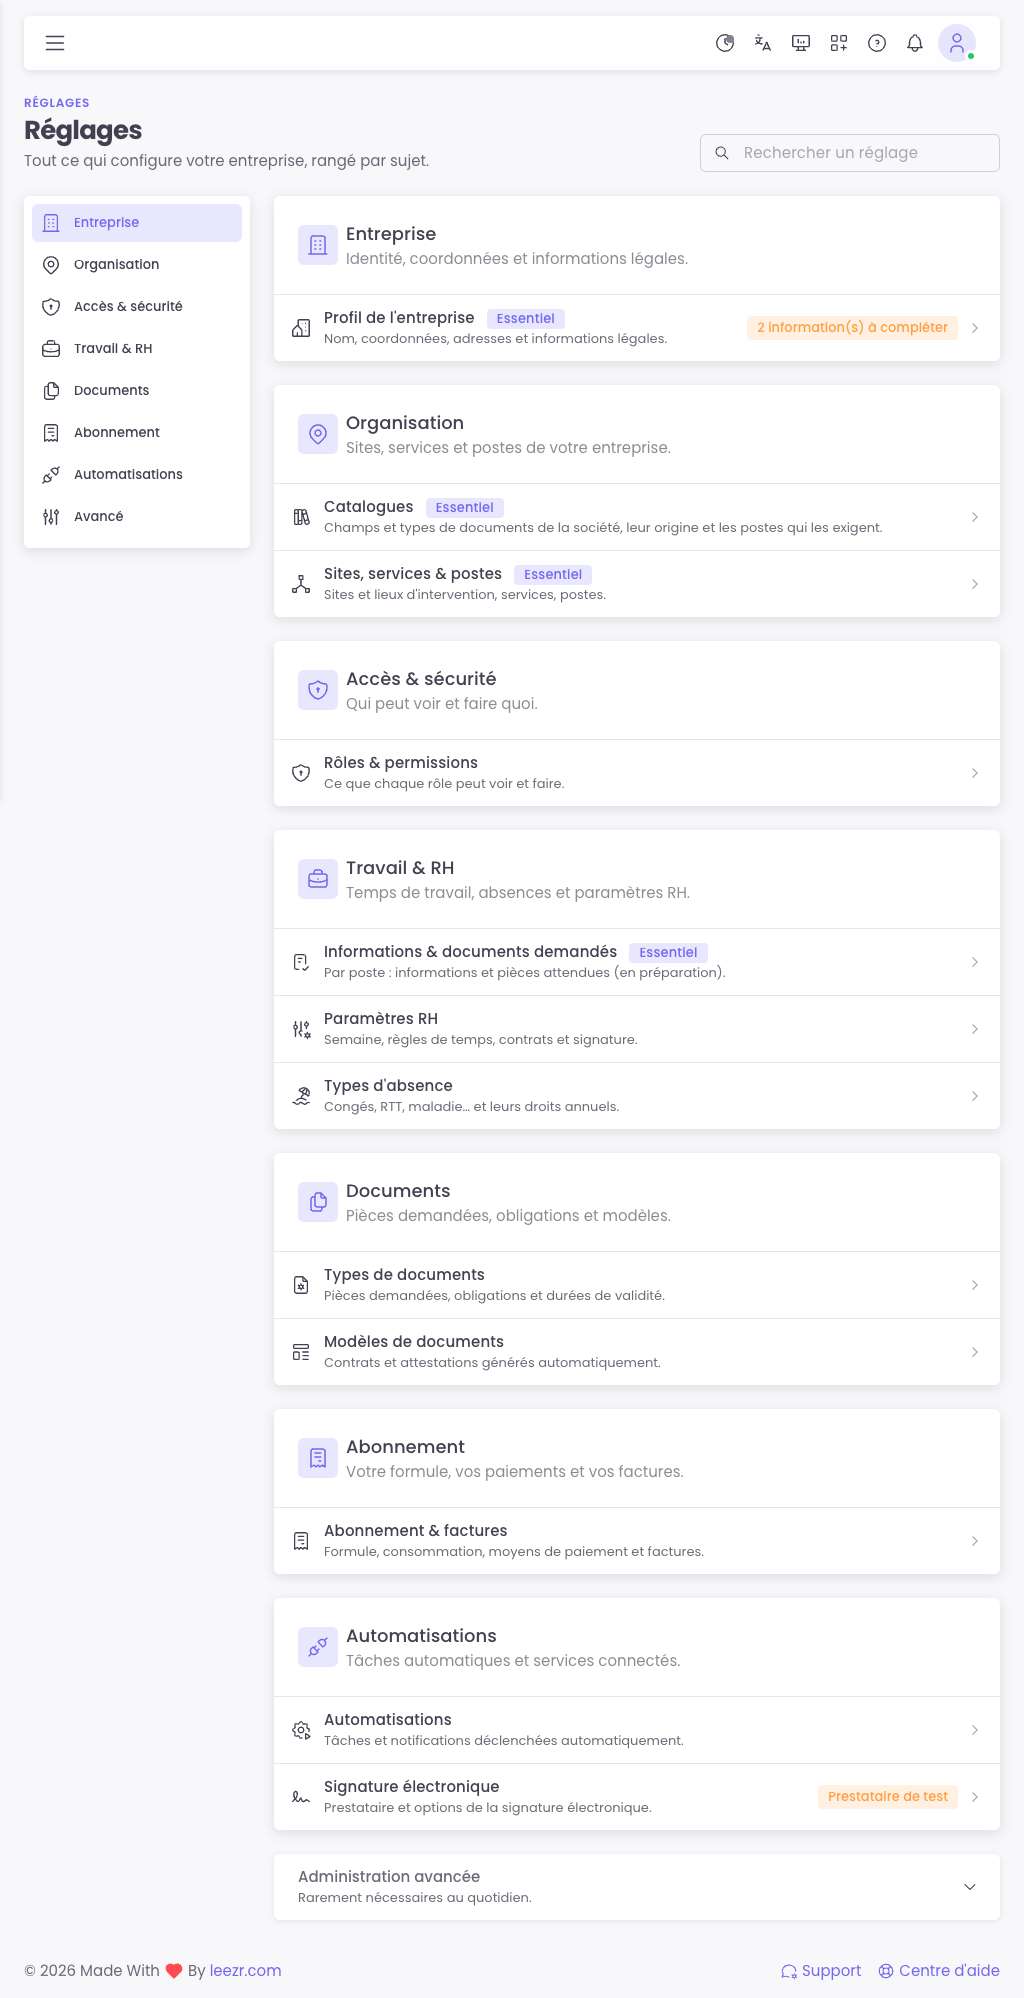 RÉGLAGES
Réglages
Tout ce qui configure votre entreprise, rangé par sujet.
Rechercher un réglage
Entreprise
Organisation
Accès & sécurité
Travail & RH
Documents
Abonnement
Automatisations
Avancé
Entreprise
Identité, coordonnées et informations légales.
Profil de l'entreprise Essentiel
Nom, coordonnées, adresses et informations légales.
2 information(s) à compléter
Organisation
Sites, services et postes de votre entreprise.
Catalogues Essentiel
Champs et types de documents de la société, leur origine et les postes qui les exigent.
Sites, services & postes Essentiel
Sites et lieux d'intervention, services, postes.
Accès & sécurité
Qui peut voir et faire quoi.
Rôles & permissions
Ce que chaque rôle peut voir et faire.
Travail & RH
Temps de travail, absences et paramètres RH.
Informations & documents demandés Essentiel
Par poste : informations et pièces attendues (en préparation).
Paramètres RH
Semaine, règles de temps, contrats et signature.
Types d'absence
Congés, RTT, maladie… et leurs droits annuels.
Documents
Pièces demandées, obligations et modèles.
Types de documents
Pièces demandées, obligations et durées de validité.
Modèles de documents
Contrats et attestations générés automatiquement.
Abonnement
Votre formule, vos paiements et vos factures.
Abonnement & factures
Formule, consommation, moyens de paiement et factures.
Automatisations
Tâches automatiques et services connectés.
Automatisations
Tâches et notifications déclenchées automatiquement.
Signature électronique
Prestataire et options de la signature électronique.
Prestataire de test
Administration avancée
Rarement nécessaires au quotidien.
© 2026 Made With By leezr.com
Support
Centre d'aide